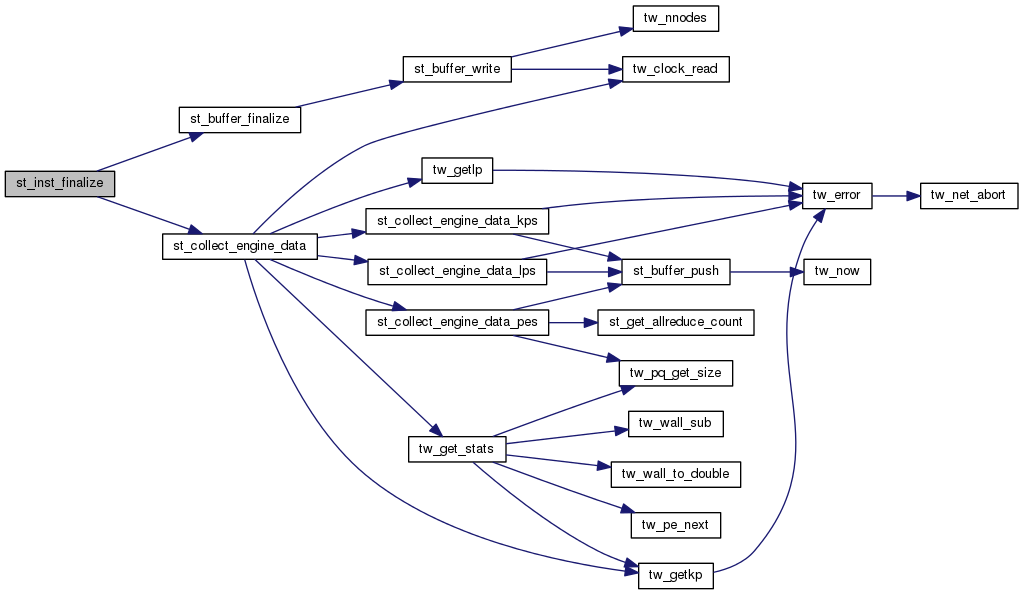 tw_nnodes
st_buffer_write
tw_clock_read
st_buffer_finalize
st_inst_finalize
tw_getlp
tw_error
tw_net_abort
st_collect_engine_data_kps
st_collect_engine_data
st_collect_engine_data_lps
st_buffer_push
tw_now
st_collect_engine_data_pes
st_get_allreduce_count
tw_pq_get_size
tw_wall_sub
tw_get_stats
tw_wall_to_double
tw_pe_next
tw_getkp